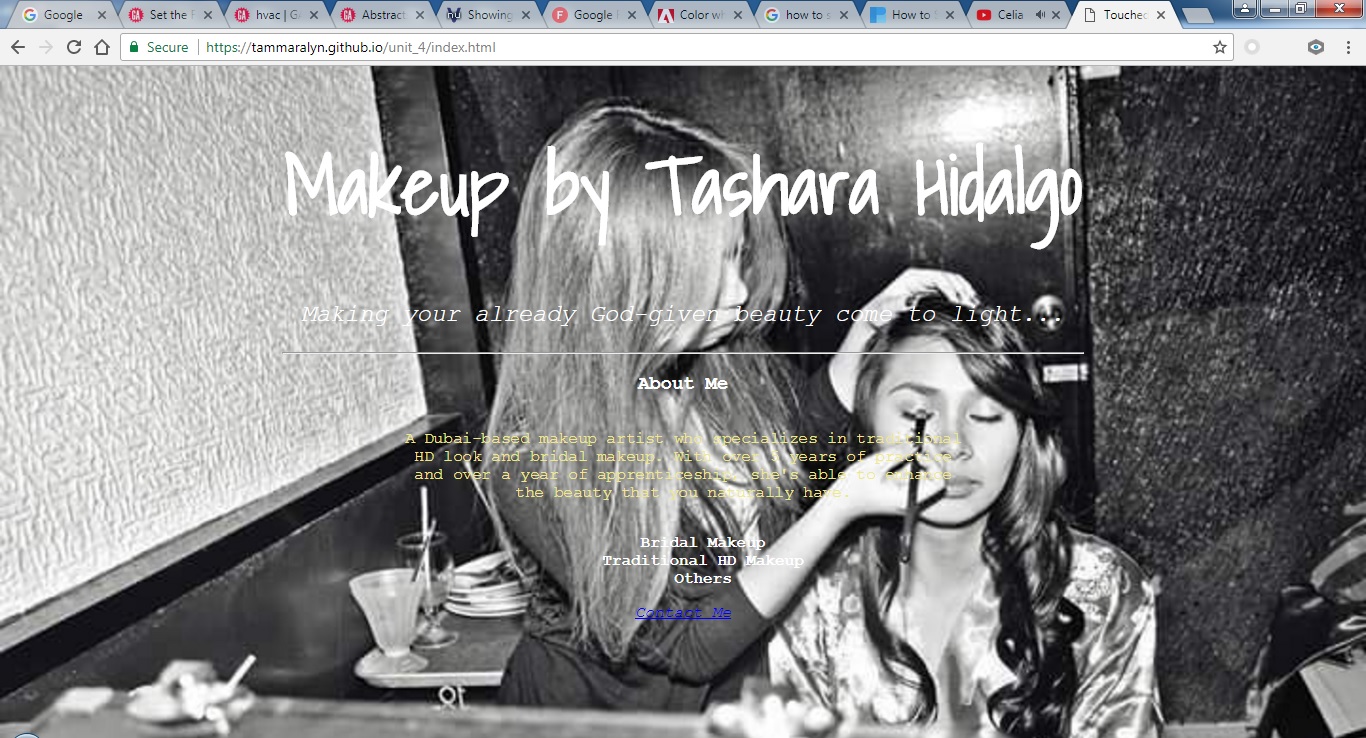 Google
Set the
hvac | GA
Abstract
Showing
Google
Color wh
how to s
How to
Celia
Touched
Secure https://tammaralyn.github.io/unit_4/index.html
Makeup by Tashara Hidalgo
Making your already God-given beauty come to light...
About Me
A Dubai-based makeup artist who specializes in traditional
HD look and bridal makeup. With over years of practice
and over a year of apprenticeship, she's able to enhance
the beauty that you naturally have.
Bridal Makeup
Traditional HD Makeup
Others
Contact Me